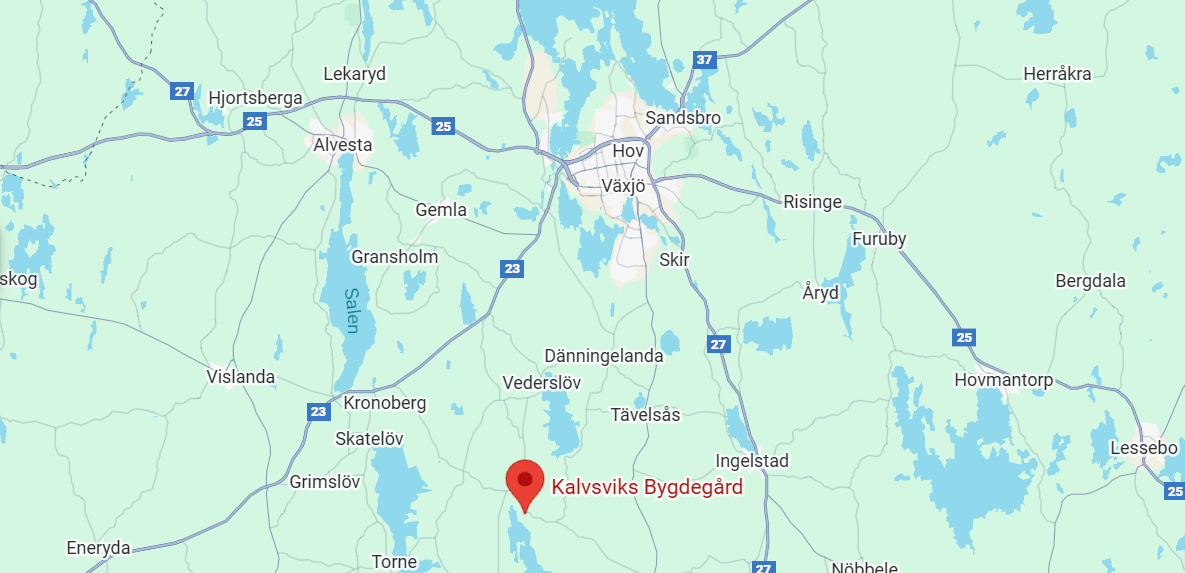 37
Lekaryd
Herråkra
27
Hjortsberga
25
25
Sandsbro
Alvesta
Hov
Växjö
Risinge
Gemla
Furuby
Gransholm
Skir
23
skog
Bergdala
Åryd
Salen
25
27
Dänningelanda
Vislanda
Vederslöv
Hovmantorp
Kronoberg
23
Tävelsås
Skatelöv
Lessebo
Ingelstad
Grimslöv
Kalvsviks Bygdegård
25
Eneryda
Torne
27
Nöbbele